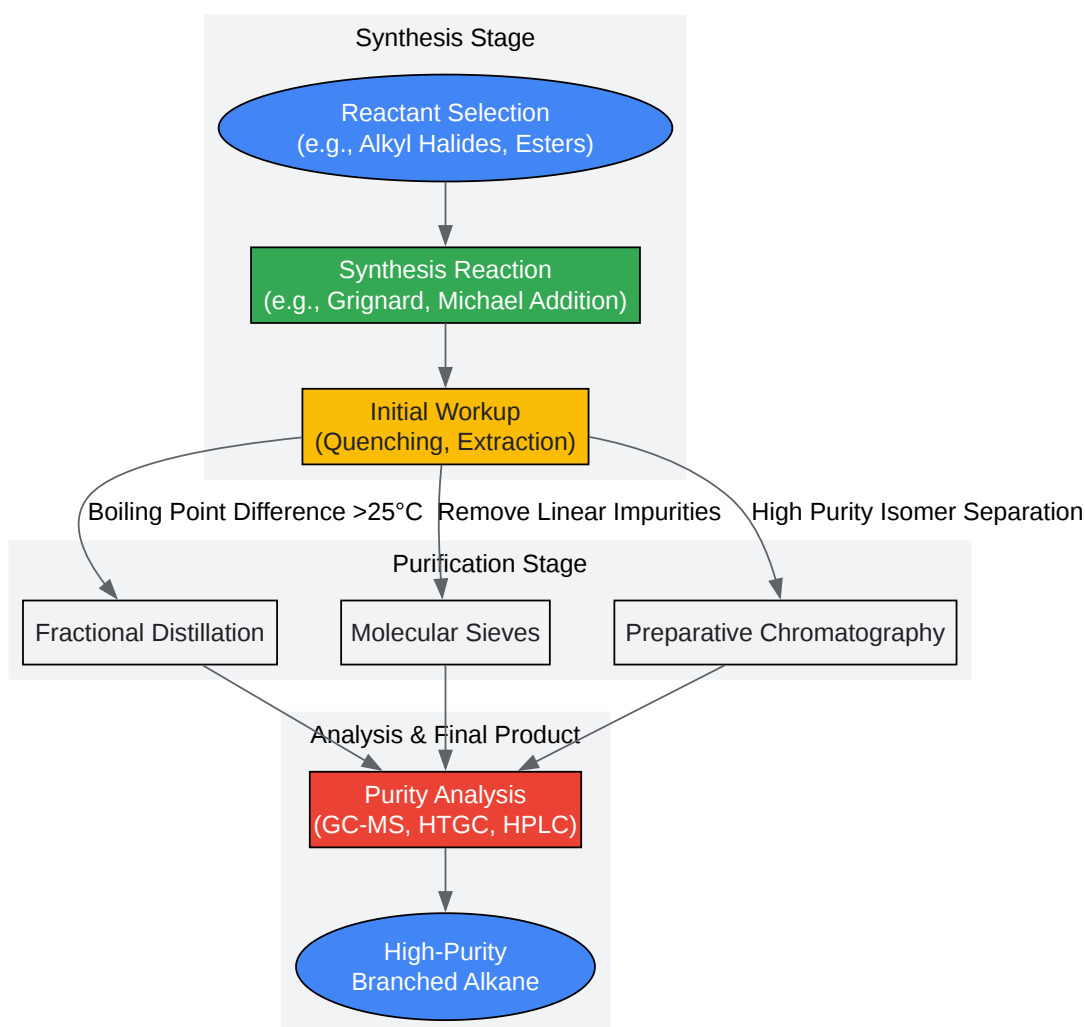 Synthesis Stage
Reactant Selection
(e.g., Alkyl Halides, Esters)
Synthesis Reaction
(e.g., Grignard, Michael Addition)
Initial Workup
(Quenching, Extraction)
Boiling Point Difference >25°C
Remove Linear Impurities
High Purity Isomer Separation
Purification Stage
Fractional Distillation
Molecular Sieves
Preparative Chromatography
Analysis & Final Product
Purity Analysis
(GC-MS, HTGC, HPLC)
High-Purity
Branched Alkane